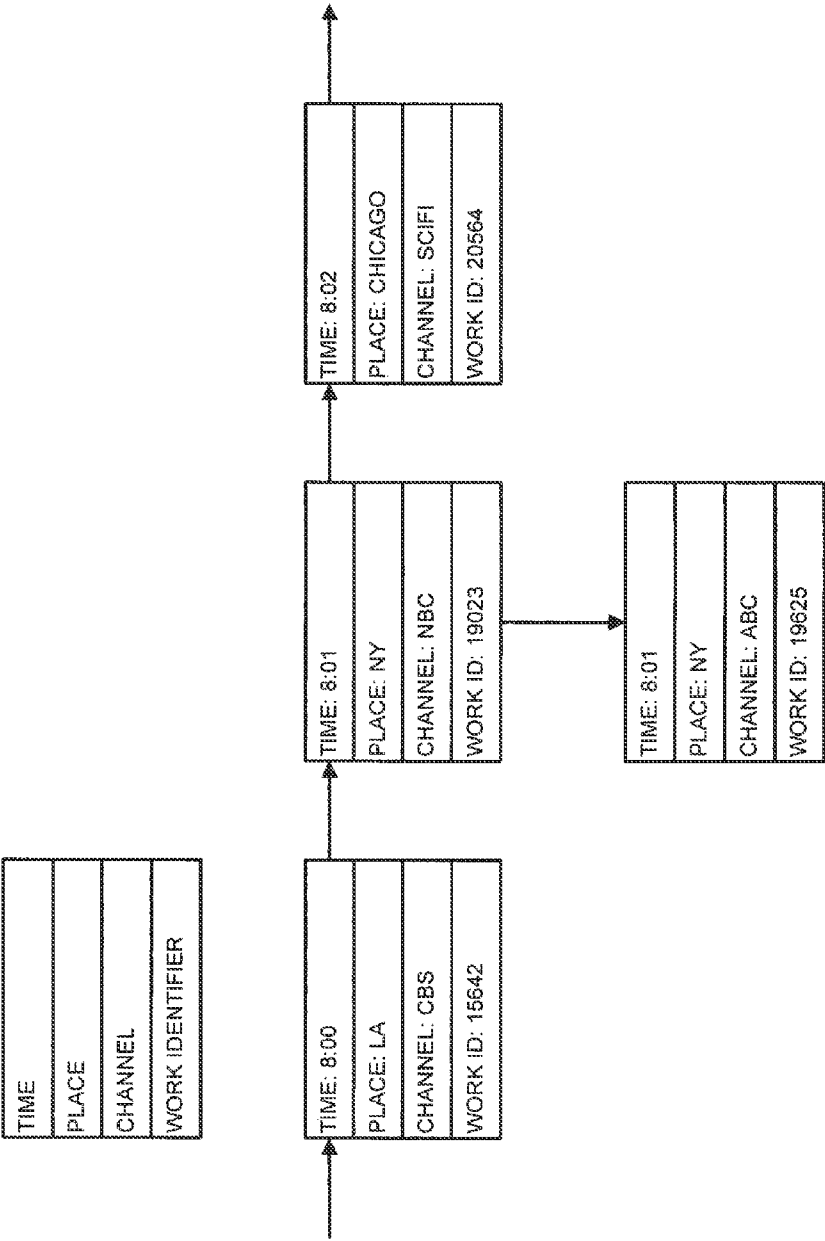 TIME
PLACE
CHANNEL
WORK IDENTIFIER
TIME: 8:00
PLACE: LA
CHANNEL: CBS
WORK ID: 15642
TIME: 8:01
PLACE: NY
CHANNEL: NBC
WORK ID: 19023
TIME: 8:02
PLACE: CHICAGO
CHANNEL: SCIFI
WORK ID: 20564
TIME: 8:01
PLACE: NY
CHANNEL: ABC
WORK ID: 19625